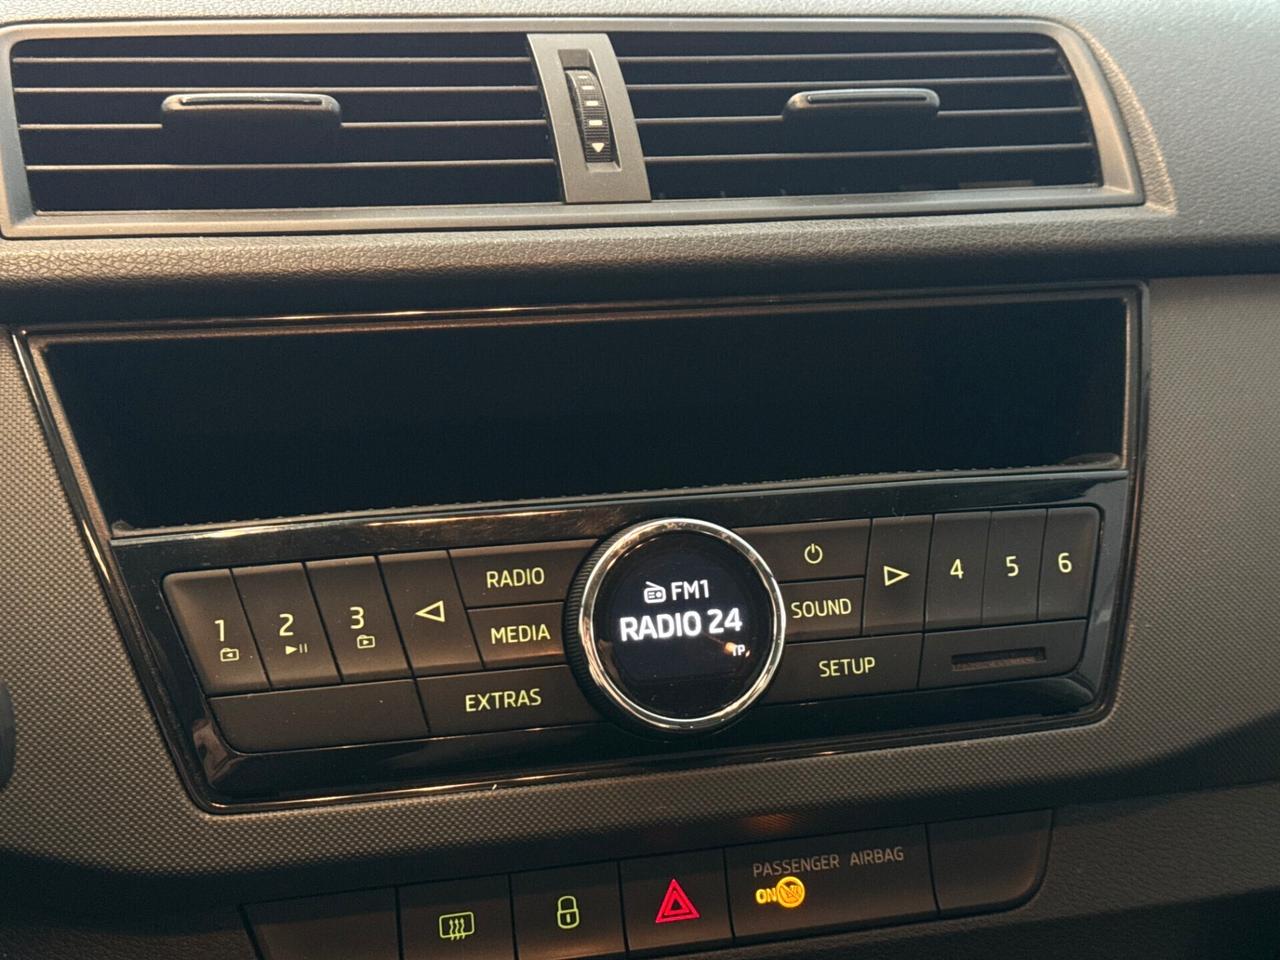 RADIO
MEDIA
EXTRAS
1
2
3
FM1
RADIO 24
TP
SOUND
SETUP
4
5
6
PASSENGER AIRBAG
ON